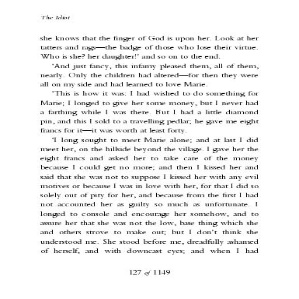 The Idiot
she knows that the finger of God is upon her. Look at her
tatters and rags—the badge of those who lose their virtue.
Who is she? her daughter!' and so on to the end.
'And just fancy, this infamy pleased them, all of them,
nearly. Only the children had altered—for then they were
all on my side and had learned to love Marie.
'This is how it was: I had wished to do something for
Marie; I longed to give her some money, but I never had
a farthing while I was there. But I had a little diamond
pin, and this I sold to a travelling pedlar; he gave me eight
francs for it—it was worth at least forty.
'I long sought to meet Marie alone; and at last I did
meet her, on the hillside beyond the village. I gave her the
eight francs and asked her to take care of the money
because I could get no more; and then I kissed her and
said that she was not to suppose I kissed her with any evil
motives or because I was in love with her, for that I did so
solely out of pity for her, and because from the first I had
not accounted her as guilty so much as unfortunate. I
longed to console and encourage her somehow, and to
assure her that she was not the low, base thing which she
and others strove to make out; but I don't think she
understood me. She stood before me, dreadfully ashamed
of herself, and with downcast eyes; and when I had
127 of 1149